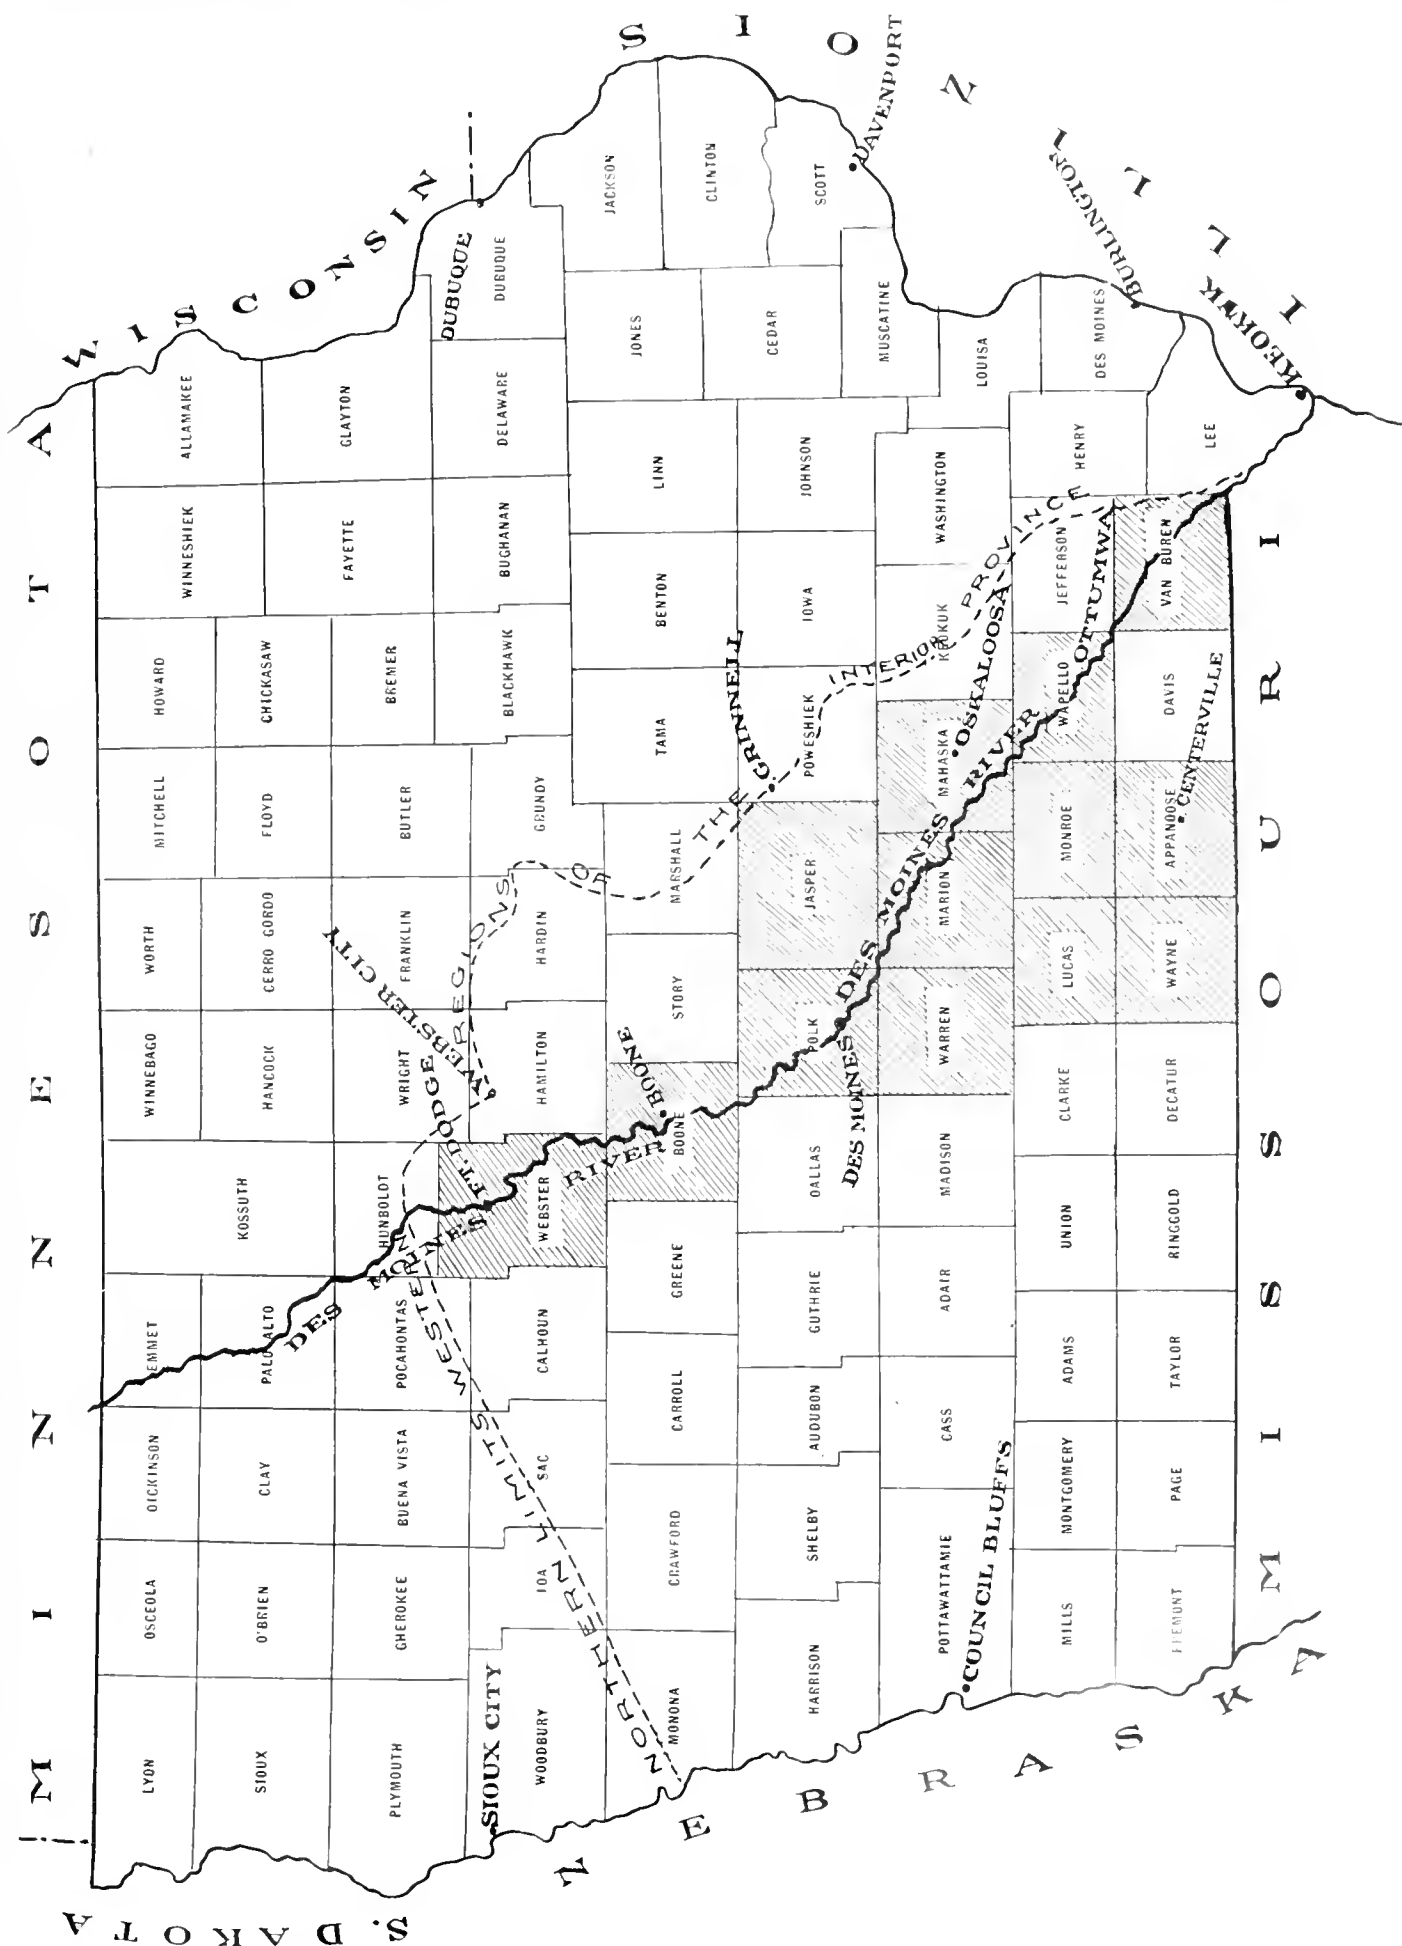 MINNESOTA
WISCONSIN
ILLINOIS
MISSOURI
NEBRASKA
S. DAKOTA
LYON
OSCEOLA
DICKINSON
EMMET
KOSSUTH
WINNEBAGO
WORTH
MITCHELL
HOWARD
WINNESHIEK
ALLAMAKEE
SIOUX
O'BRIEN
CLAY
PALO ALTO
HANCOCK
CERRO GORDO
FLOYD
CHICKASAW
PLYMOUTH
CHEROKEE
BUENA VISTA
POCAHONTAS
HUNBOLDT
WRIGHT
FRANKLIN
BUTLER
BREMER
FAYETTE
CLAYTON
WOODBURY
IDA
SAC
CALHOUN
WEBSTER
HAMILTON
HARDIN
GRUNDY
BLACKHAWK
BUCHANAN
DELAWARE
DUBUQUE
MONONA
CRAWFORD
CARROLL
GREENE
BOONE
STORY
MARSHALL
TAMA
BENTON
LINN
JONES
JACKSON
CLINTON
HARRISON
SHELBY
AUDUBON
GUTHRIE
DALLAS
POLK
JASPER
POWESHIEK
IOWA
JOHNSON
CEDAR
SCOTT
POTTAWATTAMIE
CASS
ADAIR
MADISON
WARREN
MARION
MAHASKA
KEOKUK
WASHINGTON
MUSCATINE
LOUISA
MILLS
MONTGOMERY
ADAMS
UNION
CLARKE
LUCAS
MONROE
WAPELLO
JEFFERSON
HENRY
DES MOINES
FREMONT
PAGE
TAYLOR
RINGGOLD
DECATUR
WAYNE
APPANOOSE
DAVIS
VAN BUREN
LEE
SIOUX CITY
FT. DODGE
WEBSTER CITY
BOONE
DUBUQUE
GRINNELL
DAVENPORT
COUNCIL BLUFFS
DES MOINES
OSKALOOSA
OTTUMWA
CENTERVILLE
BURLINGTON
KEOKUK
DES MOINES RIVER
DES MOINES RIVER
NORTHERN LIMITS WESTERN REGIONS OR THE INTERIOR PROVINCE